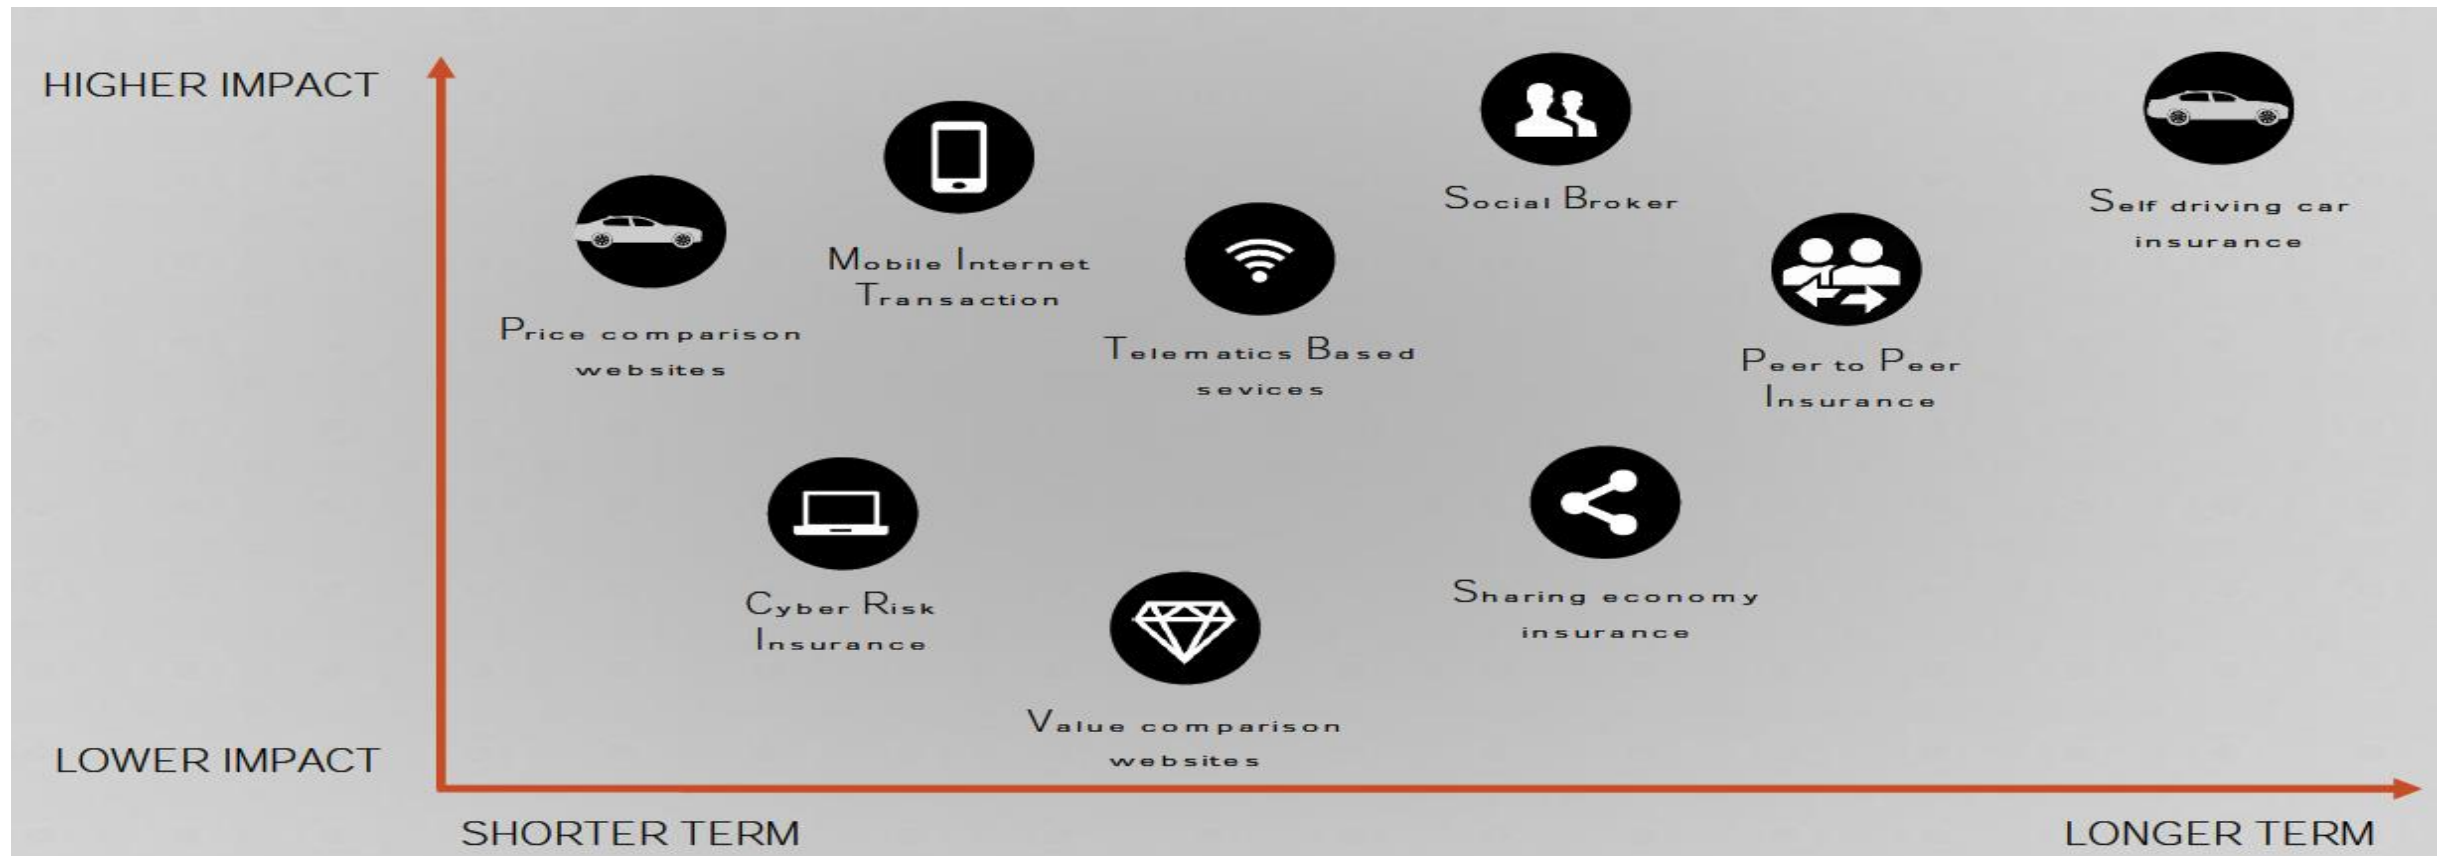 HIGHER IMPACT
Price comparison
websites
Mobile Internet
Transaction
Telematics Based
sevices
Social Broker
Peer to Peer
Insurance
Self driving car
insurance
Cyber Risk
Insurance
Value comparison
websites
Sharing economy
insurance
LOWER IMPACT
SHORTER TERM
LONGER TERM